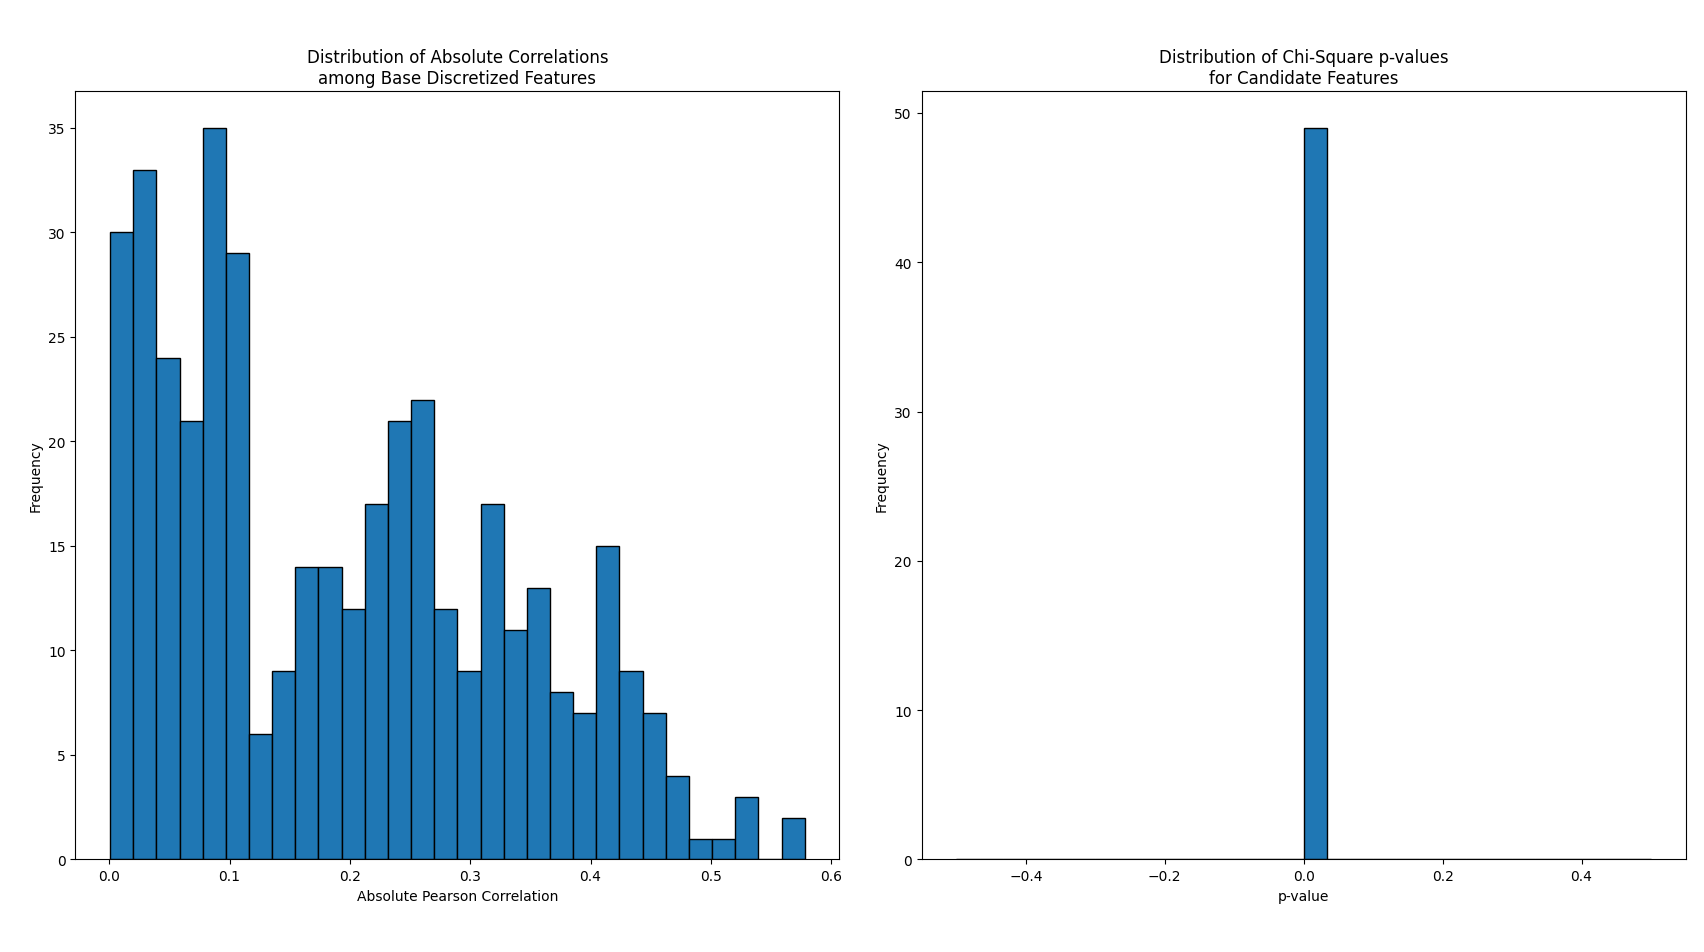 Distribution of Absolute Correlations
among Base Discretized Features
35
30
25
20
15
10
5
0
Frequency
0.0 0.1 0.2 0.3 0.4 0.5 0.6
Absolute Pearson Correlation
Distribution of Chi-Square p-values
for Candidate Features
50
40
30
20
10
0
Frequency
−0.4 −0.2 0.0 0.2 0.4
p-value